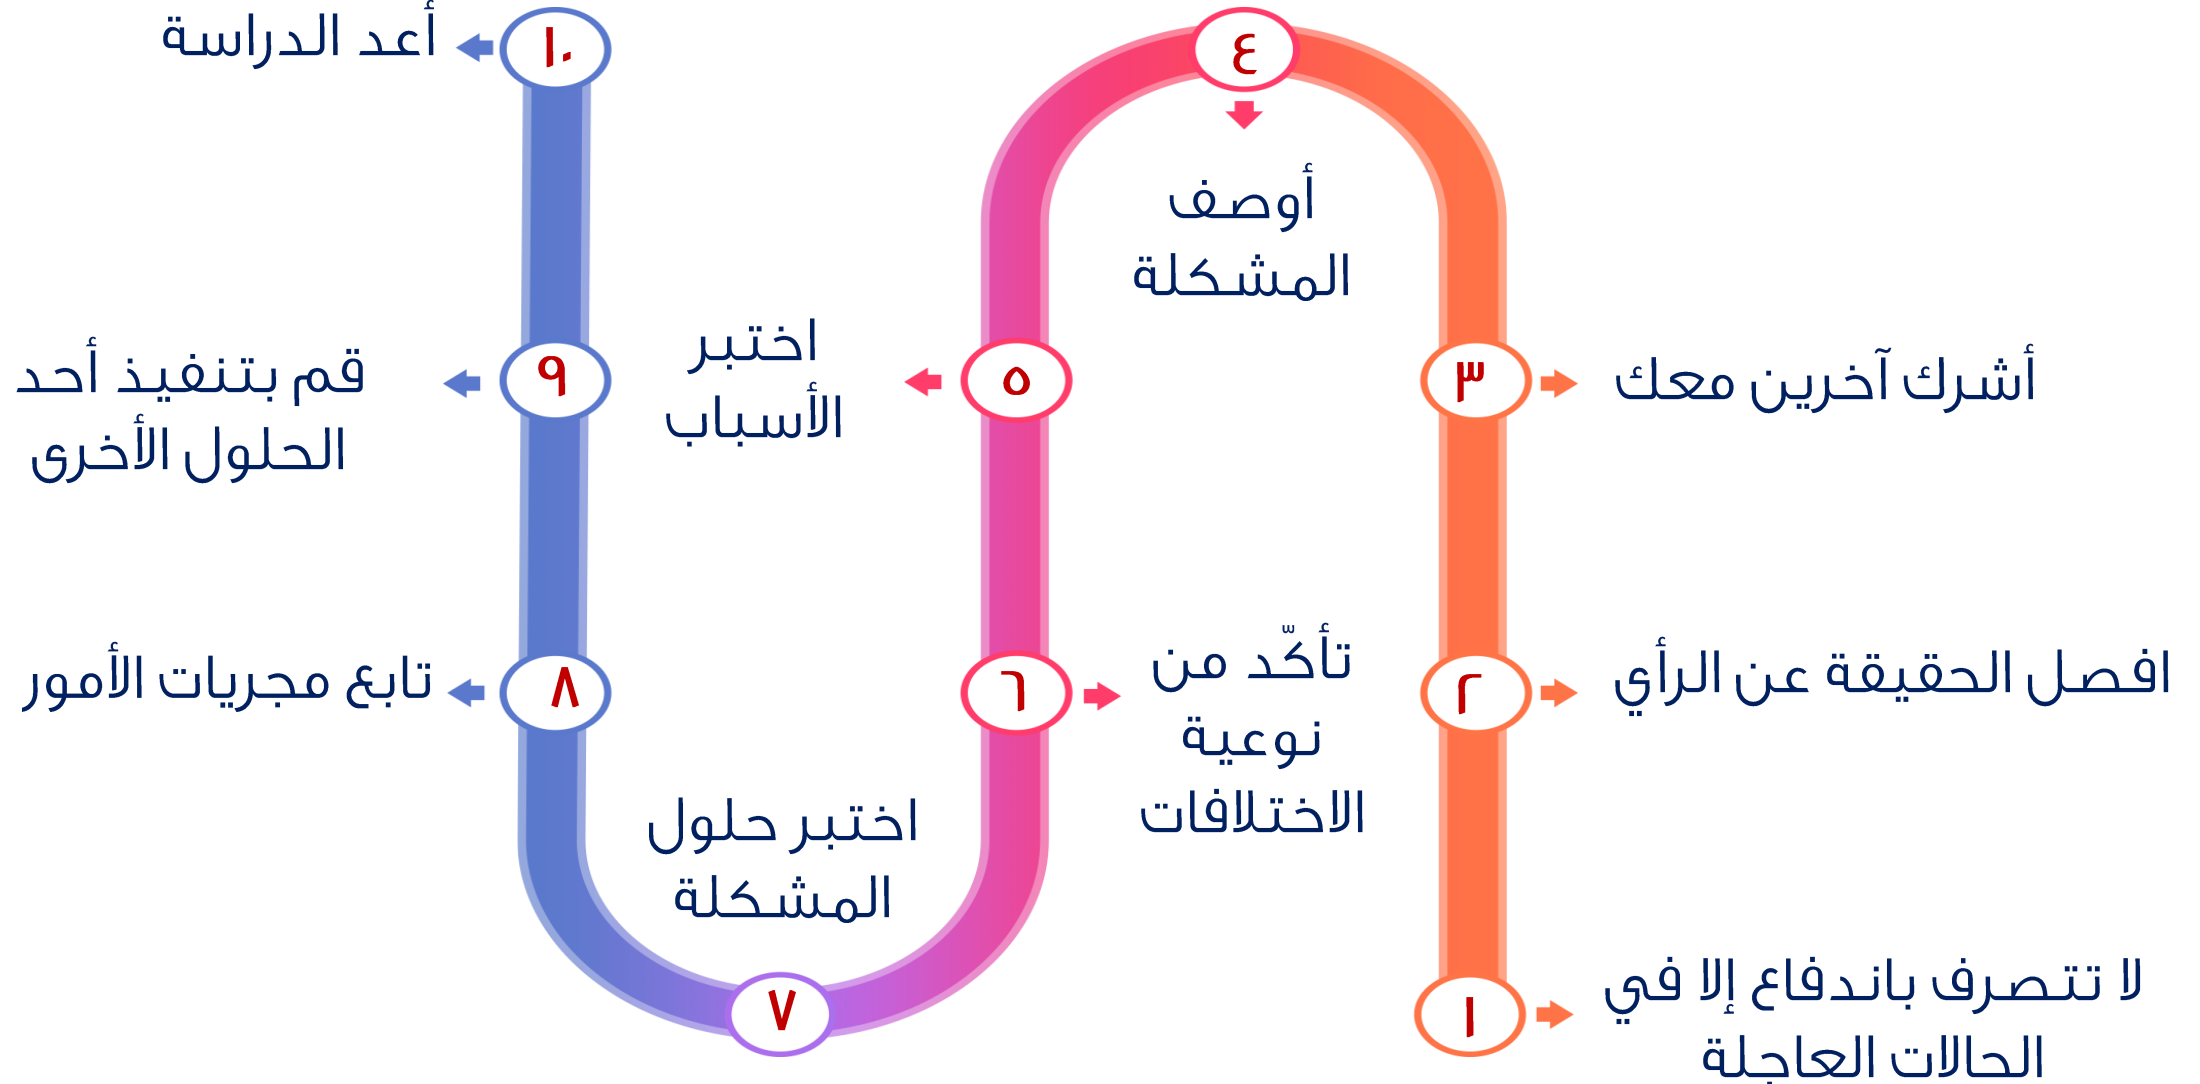 ١
لا تتصرف باندفاع إلا في
الحالات العاجلة
٢
افصل الحقيقة عن الرأي
٣
أشرك آخرين معك
٤
أوصف
المشكلة
٥
اختبر
الأسباب
٦
تأكّد من
نوعية
الاختلافات
٧
اختبر حلول
المشكلة
٨
تابع مجريات الأمور
٩
قم بتنفيذ أحد
الحلول الأخرى
١٠
أعد الدراسة